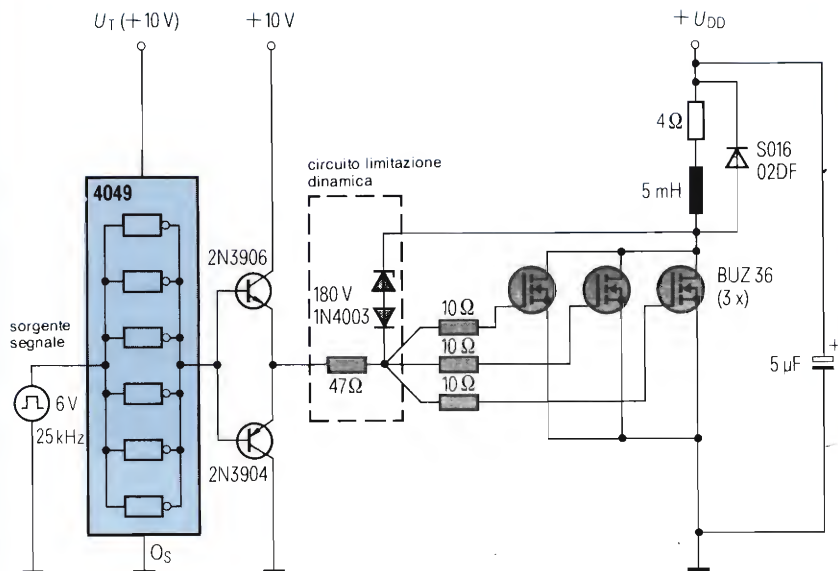 U_T (+10 V)
+10 V
+ U_DD
4Ω
S016
02DF
5 mH
circuito limitazione
dinamica
4049
2N3906
180 V
1N4003
BUZ 36
(3 x)
10 Ω
10 Ω
10 Ω
sorgente
segnale
47Ω
+
5 µF
6 V
25 kHz
2N3904
O_S